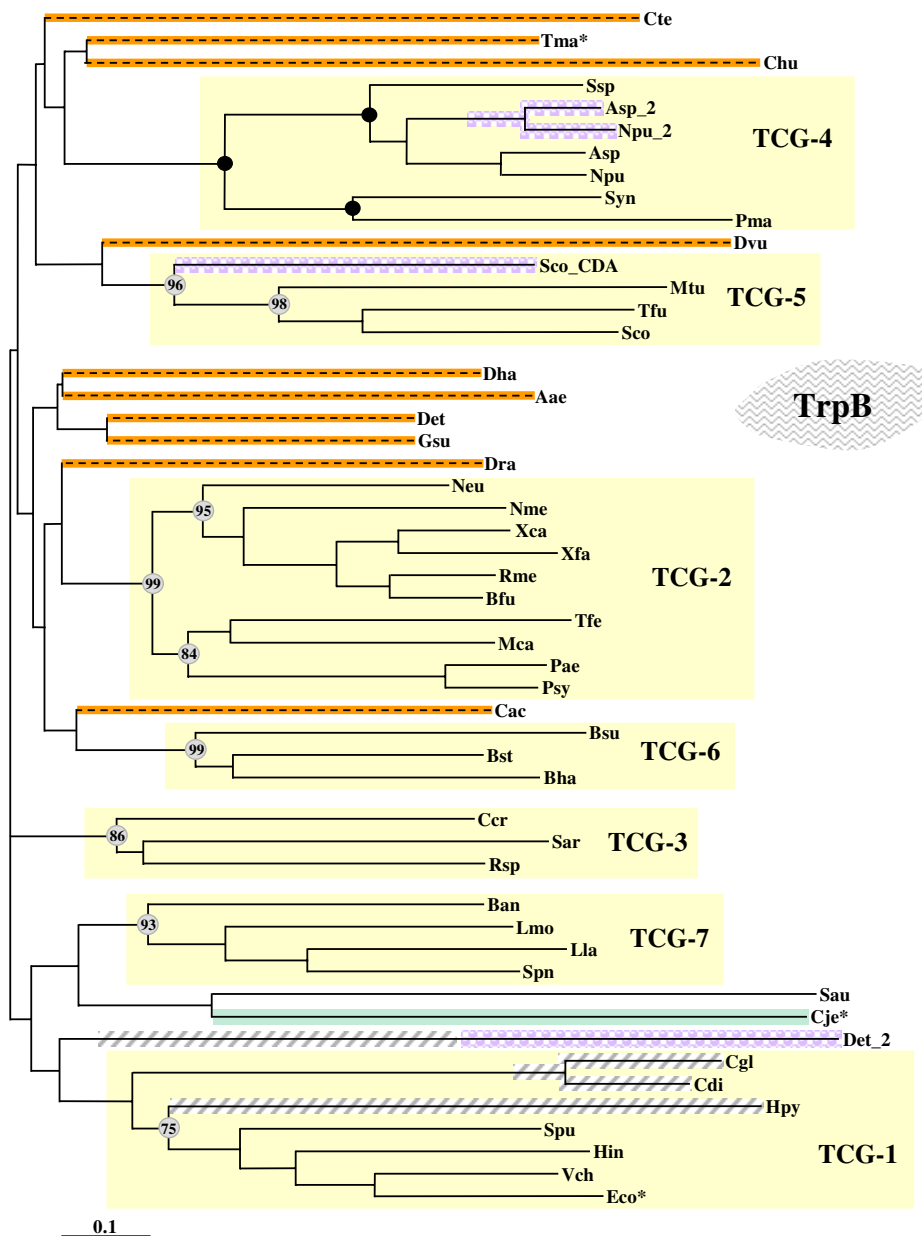 Cte
Tma*
Chu
Ssp
Asp_2
Npu_2
TCG-4
Asp
Npu
Syn
Pma
Dvu
Sco_CDA
96
Mtu
TCG-5
98
Tfu
Sco
Dha
Aae
TrpB
Det
Gsu
Dra
Neu
95
Nme
Xca
Xfa
Rme
TCG-2
99
Bfu
Tfe
Mca
84
Pae
Psy
Cac
Bsu
99
Bst
TCG-6
Bha
Ccr
86
Sar
TCG-3
Rsp
Ban
93
Lmo
TCG-7
Lla
Spn
Sau
Cje*
Det_2
Cgl
Cdi
Hpy
75
Spu
Hin
TCG-1
Vch
Eco*
0.1